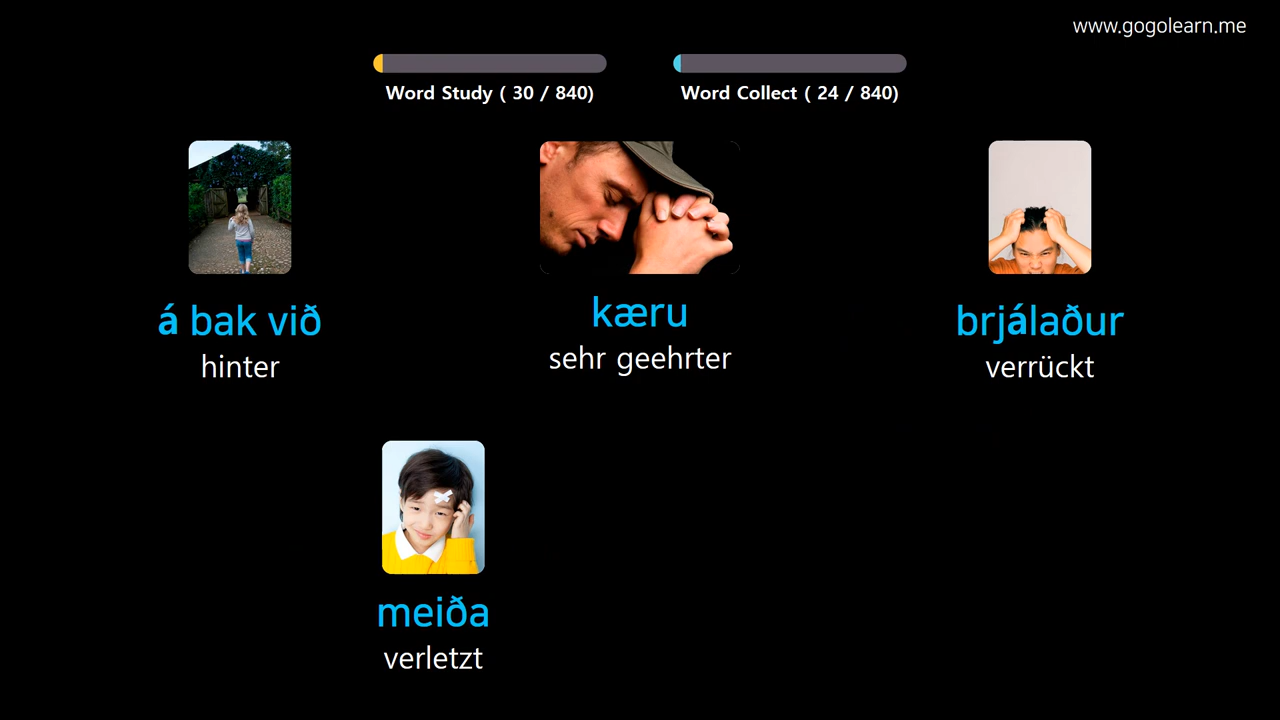 www.gogolearn.me
Word Study ( 30 / 840)
Word Collect ( 24 / 840)
á bak við
hinter
kæru
sehr geehrter
brjálaður
verrückt
meiða
verletzt